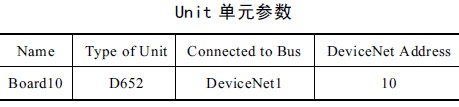 Unit 单元参数
Name Type of Unit Connected to Bus DeviceNet Address
Board10 D652 DeviceNet1 10